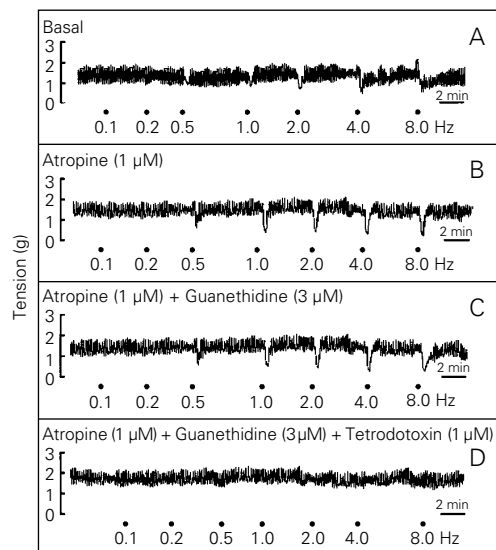 Basal
A
3
2
1
0
2 min
0.1 0.2 0.5 1.0 2.0 4.0 8.0 Hz
Atropine (1 µM)
B
3
2
1
0
2 min
0.1 0.2 0.5 1.0 2.0 4.0 8.0 Hz
Tension (g)
Atropine (1 µM) + Guanethidine (3 µM)
C
3
2
1
0
2 min
0.1 0.2 0.5 1.0 2.0 4.0 8.0 Hz
Atropine (1 µM) + Guanethidine (3µM) + Tetrodotoxin (1 µM)
D
3
2
1
0
2 min
0.1 0.2 0.5 1.0 2.0 4.0 8.0 Hz